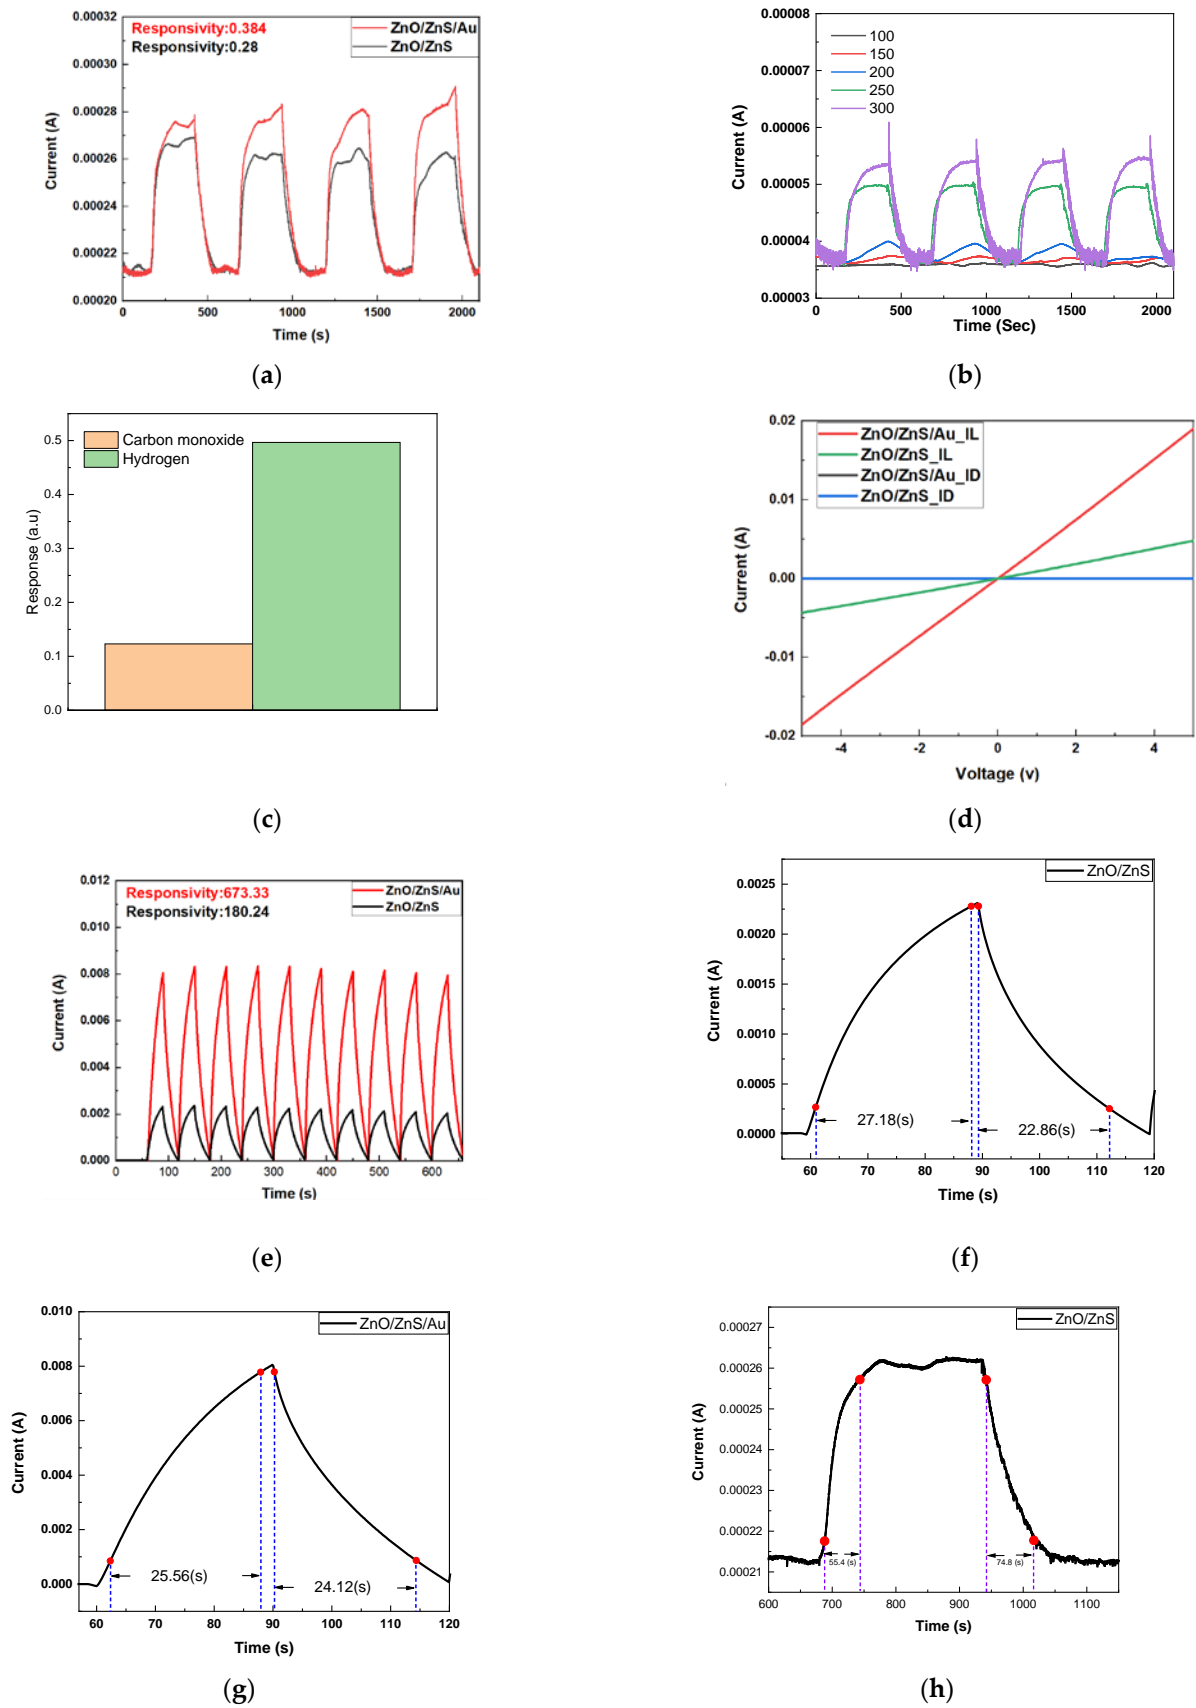 Responsivity:0.384
Responsivity:0.28
ZnO/ZnS/Au
ZnO/ZnS
0.00032
0.00030
0.00028
0.00026
0.00024
0.00022
0.00020
Current (A)
0 500 1000 1500 2000
Time (s)
(a)
100
150
200
250
300
0.00008
0.00007
0.00006
0.00005
0.00004
0.00003
Current (A)
0 500 1000 1500 2000
Time (Sec)
(b)
Carbon monoxide
Hydrogen
0.5
0.4
0.3
0.2
0.1
0.0
Response (a.u)
(c)
ZnO/ZnS/Au_IL
ZnO/ZnS_IL
ZnO/ZnS/Au_ID
ZnO/ZnS_ID
0.02
0.01
0.00
-0.01
-0.02
Current (A)
-4 -2 0 2 4
Voltage (v)
(d)
Responsivity:673.33
Responsivity:180.24
ZnO/ZnS/Au
ZnO/ZnS
0.012
0.010
0.008
0.006
0.004
0.002
0.000
Current (A)
0 100 200 300 400 500 600
Time (s)
(e)
ZnO/ZnS
0.0025
0.0020
0.0015
0.0010
0.0005
0.0000
Current (A)
27.18(s)
22.86(s)
60 70 80 90 100 110 120
Time (s)
(f)
ZnO/ZnS/Au
0.010
0.008
0.006
0.004
0.002
0.000
Current (A)
25.56(s)
24.12(s)
60 70 80 90 100 110 120
Time (s)
(g)
ZnO/ZnS
0.00027
0.00026
0.00025
0.00024
0.00023
0.00022
0.00021
Current (A)
55.4 (s)
74.8 (s)
600 700 800 900 1000 1100
Time (s)
(h)